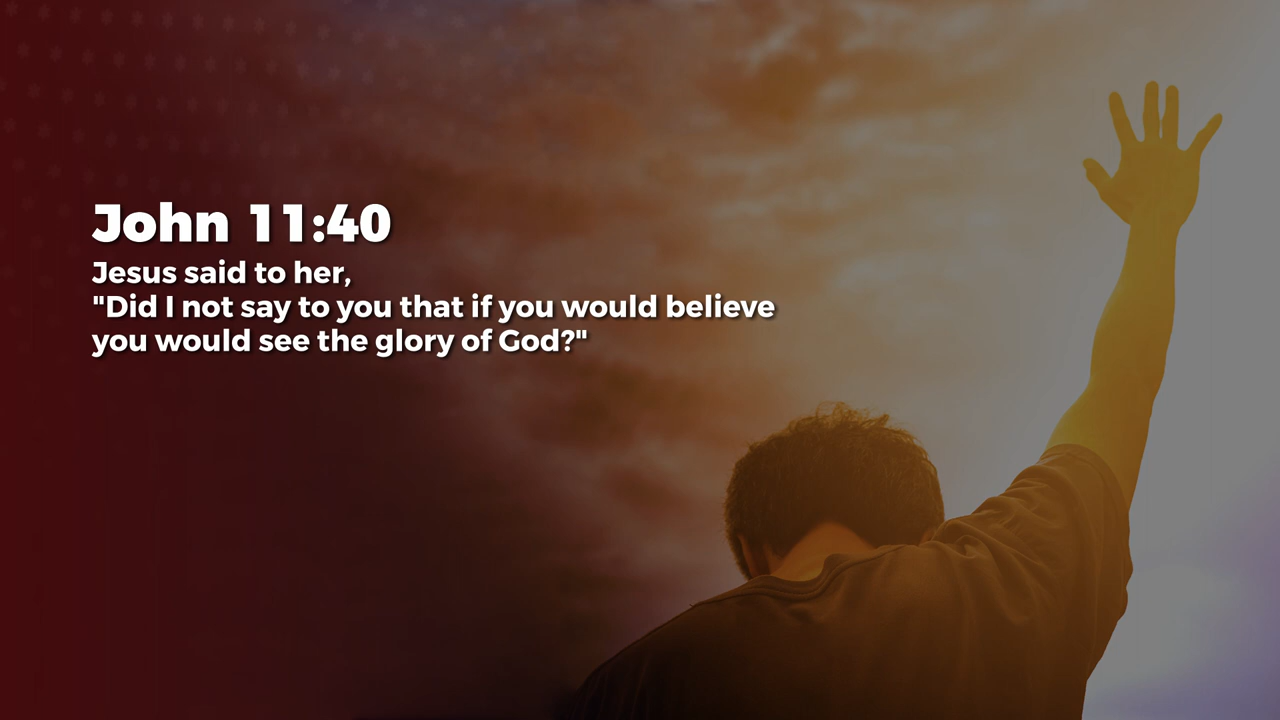 John 11:40
Jesus said to her,
"Did I not say to you that if you would believe
you would see the glory of God?"